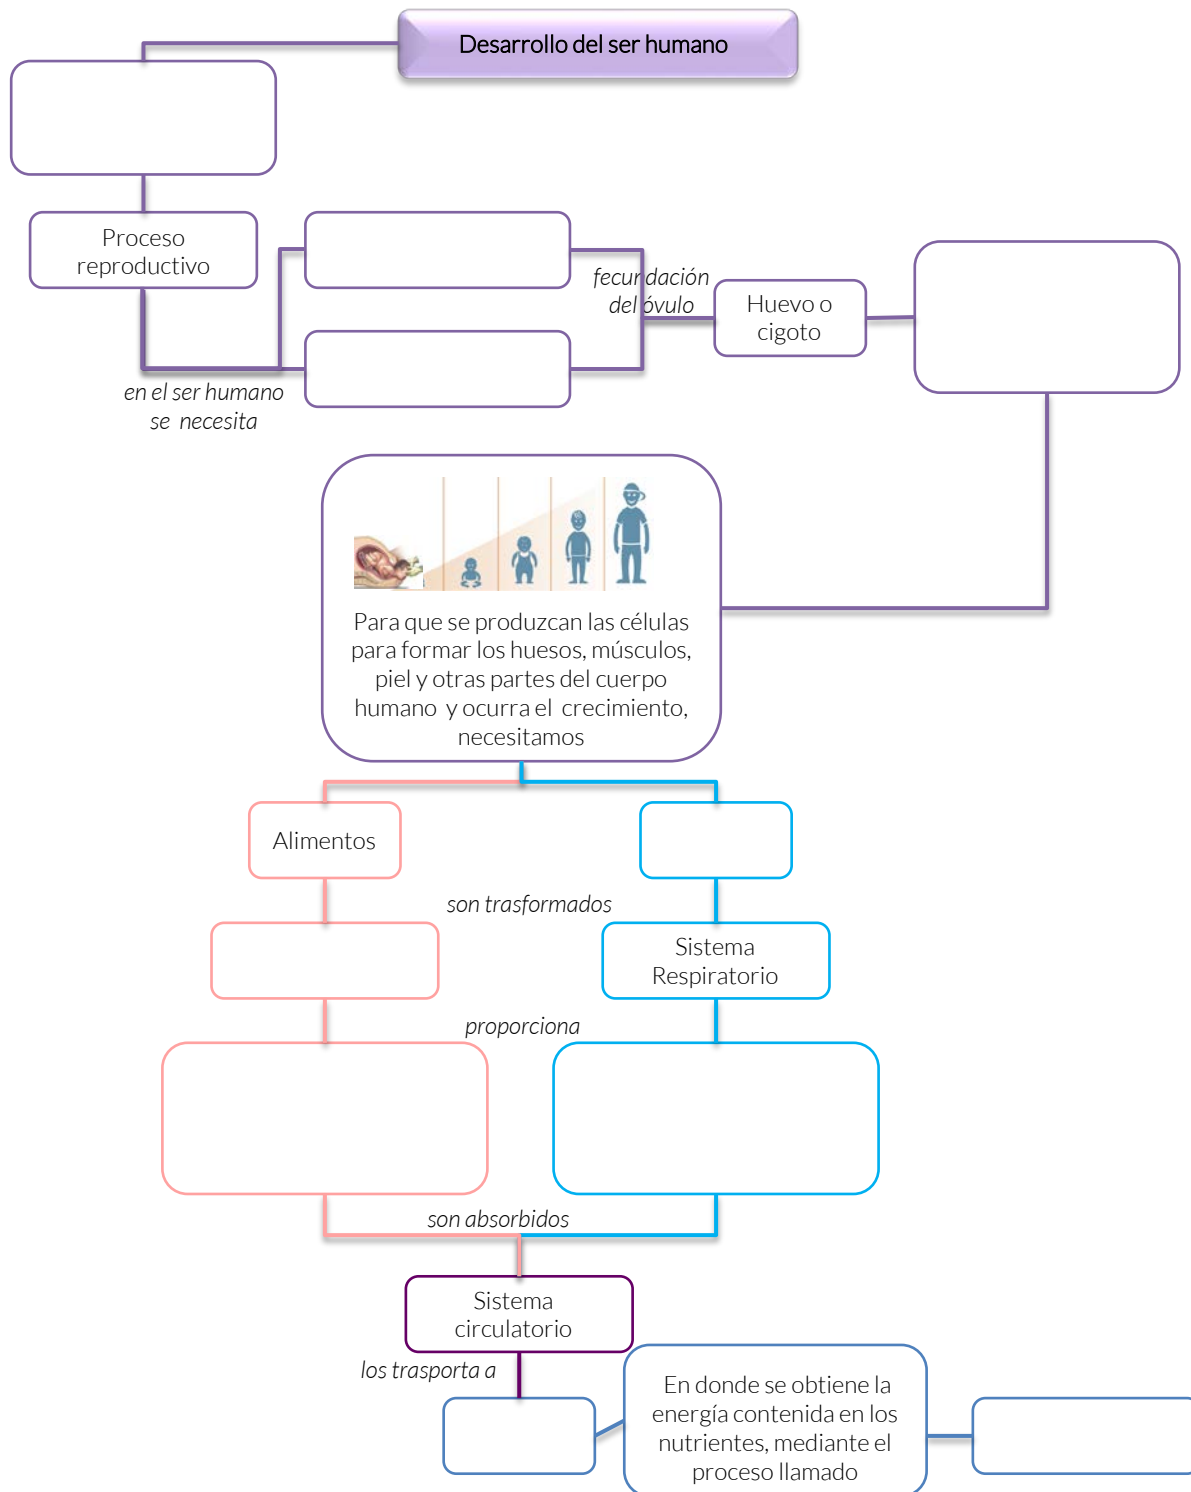 Desarrollo del ser humano
Proceso
reproductivo
en el ser humano
se necesita
fecundación
del óvulo
Huevo o
cigoto
Para que se produzcan las células
para formar los huesos, músculos,
piel y otras partes del cuerpo
humano y ocurra el crecimiento,
necesitamos
Alimentos
son trasformados
Sistema
Respiratorio
proporciona
son absorbidos
Sistema
circulatorio
los trasporta a
En donde se obtiene la
energía contenida en los
nutrientes, mediante el
proceso llamado